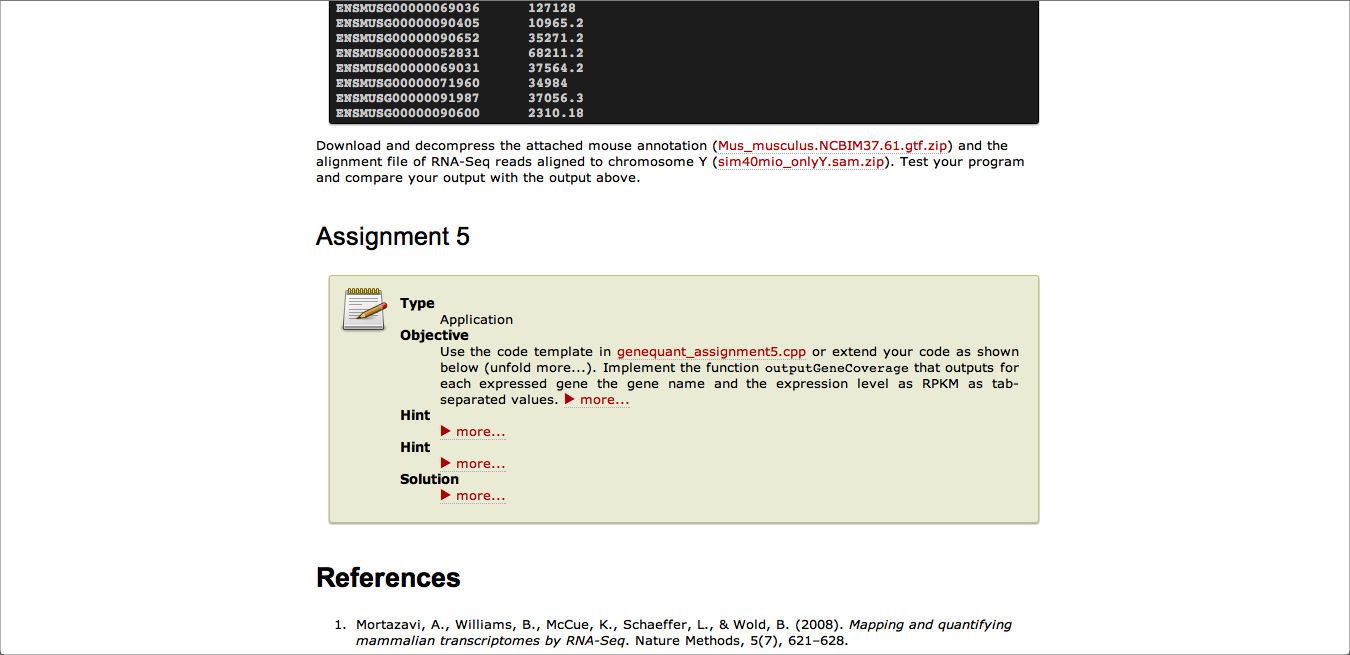 ENSMUSG00000069036 127128
ENSMUSG00000090405 10965.2
ENSMUSG00000090652 35271.2
ENSMUSG00000052831 68211.2
ENSMUSG00000069031 37564.2
ENSMUSG00000071960 34984
ENSMUSG00000091987 37056.3
ENSMUSG00000090600 2310.18
Download and decompress the attached mouse annotation (Mus_musculus.NCBIM37.61.gtf.zip) and the
alignment file of RNA-Seq reads aligned to chromosome Y (sim40mio_onlyY.sam.zip). Test your program
and compare your output with the output above.
Assignment 5
Type
Application
Objective
Use the code template in genequant_assignment5.cpp or extend your code as shown
below (unfold more...). Implement the function outputGeneCoverage that outputs for
each expressed gene the gene name and the expression level as RPKM as tab-
separated values. ▶ more...
Hint
▶ more...
Hint
▶ more...
Solution
▶ more...
References
1. Mortazavi, A., Williams, B., McCue, K., Schaeffer, L., & Wold, B. (2008). Mapping and quantifying
mammalian transcriptomes by RNA-Seq. Nature Methods, 5(7), 621–628.